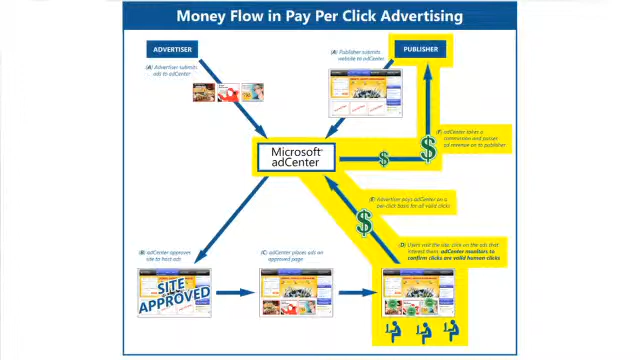 Money Flow in Pay Per Click Advertising
ADVERTISER
PUBLISHER
(A) Advertiser submits
ads to adCenter
(A) Publisher submits
website to adCenter
Microsoft®
adCenter
$
$
(F) adCenter takes a
commission and passes
ad revenue on to publisher
(E) Advertiser pays adCenter on a
per-click basis for all valid clicks
$
(D) Users visit the site, click on the ads that
interest them. adCenter monitors to
confirm clicks are valid human clicks
(B) adCenter approves
site to host ads
(C) adCenter places ads on
approved page
SITE
APPROVED